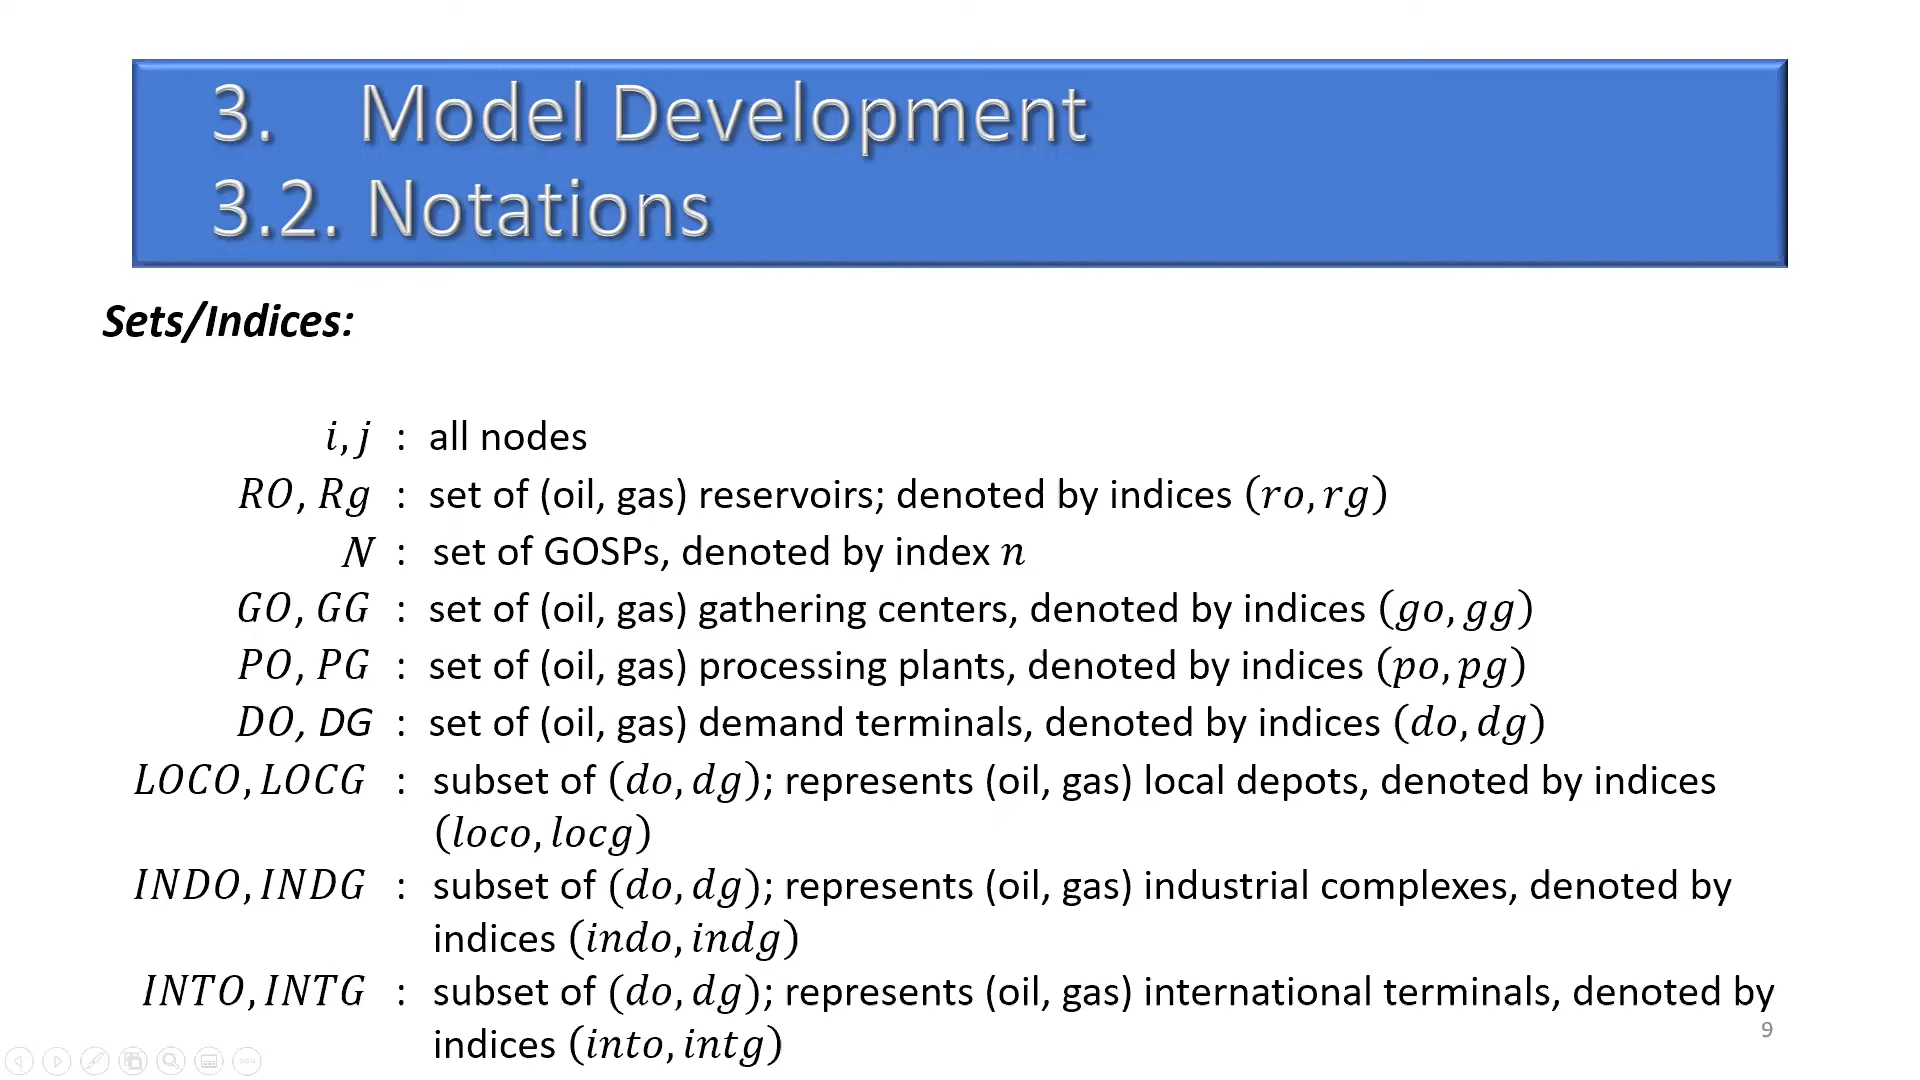 3. Model Development
3.2. Notations
Sets/Indices:
i, j : all nodes
RO, Rg : set of (oil, gas) reservoirs; denoted by indices (ro, rg)
N : set of GOSPs, denoted by index n
GO, GG : set of (oil, gas) gathering centers, denoted by indices (go, gg)
PO, PG : set of (oil, gas) processing plants, denoted by indices (po, pg)
DO, DG : set of (oil, gas) demand terminals, denoted by indices (do, dg)
LOCO, LOCG : subset of (do, dg); represents (oil, gas) local depots, denoted by indices
(loco, locg)
INDO, INDG : subset of (do, dg); represents (oil, gas) industrial complexes, denoted by
indices (indo, indg)
INTO, INTG : subset of (do, dg); represents (oil, gas) international terminals, denoted by
indices (into, intg)
9